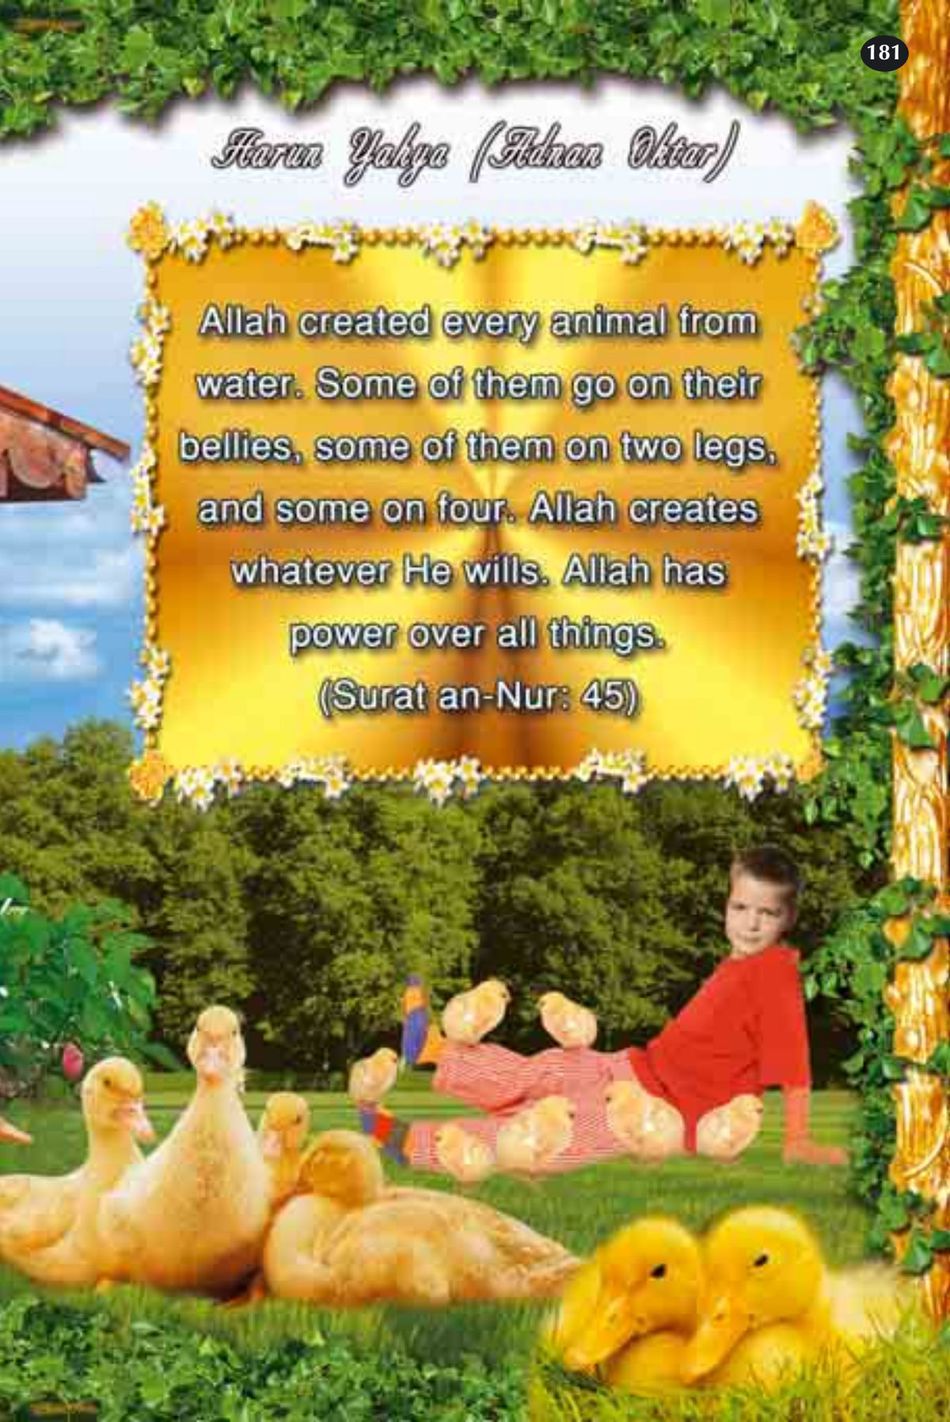 181
Harun Yahya (Adnan Oktar)
Allah created every animal from
water. Some of them go on their
bellies, some of them on two legs,
and some on four. Allah creates
whatever He wills. Allah has
power over all things.
(Surat an-Nur: 45)